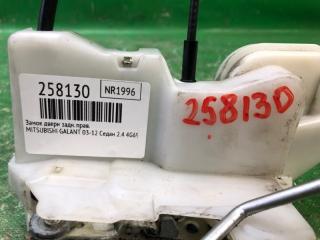 258130
NR1996
258130
Замок двери задн. прав.
MITSUBISHI GALANT 03-12 Седан 2.4 4G69